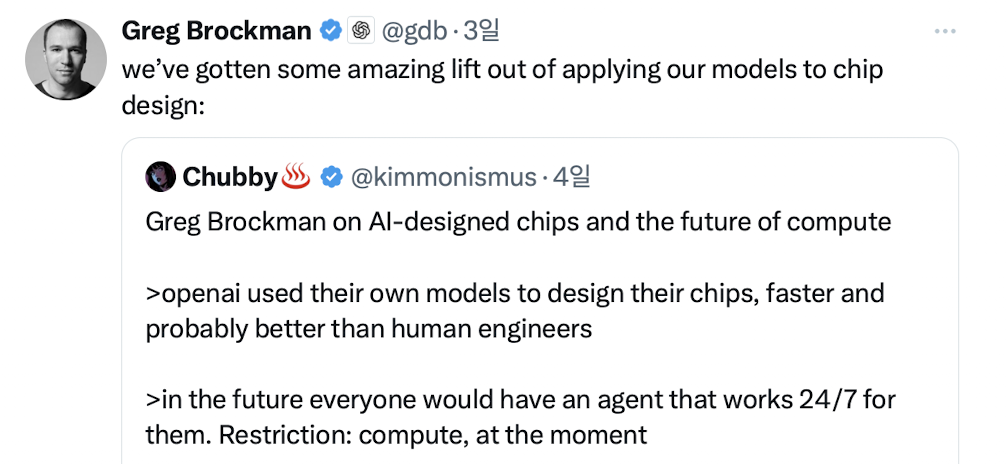 Greg Brockman @gdb · 3일
we've gotten some amazing lift out of applying our models to chip
design:
Chubby♨️ @kimmonismus · 4일
Greg Brockman on AI-designed chips and the future of compute
>openai used their own models to design their chips, faster and
probably better than human engineers
>in the future everyone would have an agent that works 24/7 for
them. Restriction: compute, at the moment